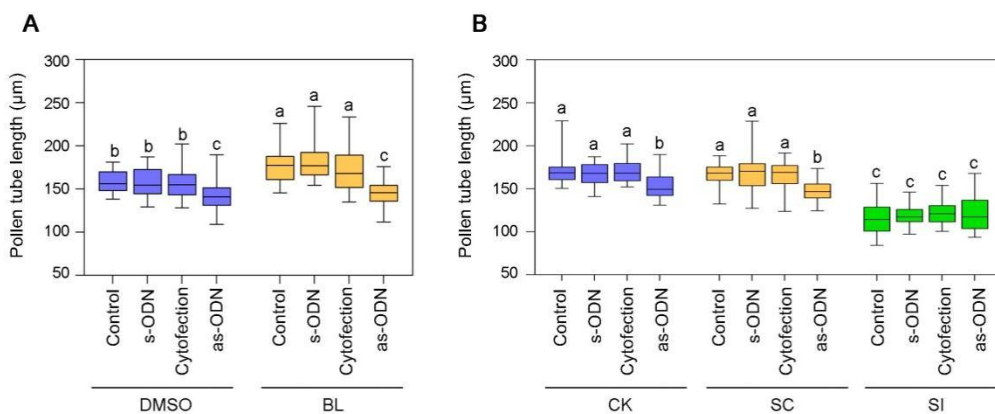 A
Pollen tube length (µm)
300
250
200
150
100
50
b
b
b
c
a
a
a
c
Control
s-ODN
Cytofection
as-ODN
Control
s-ODN
Cytofection
as-ODN
DMSO
BL
B
Pollen tube length (µm)
300
250
200
150
100
50
a
a
a
b
a
a
a
b
c
c
c
c
Control
s-ODN
Cytofection
as-ODN
Control
s-ODN
Cytofection
as-ODN
Control
s-ODN
Cytofection
as-ODN
CK
SC
SI